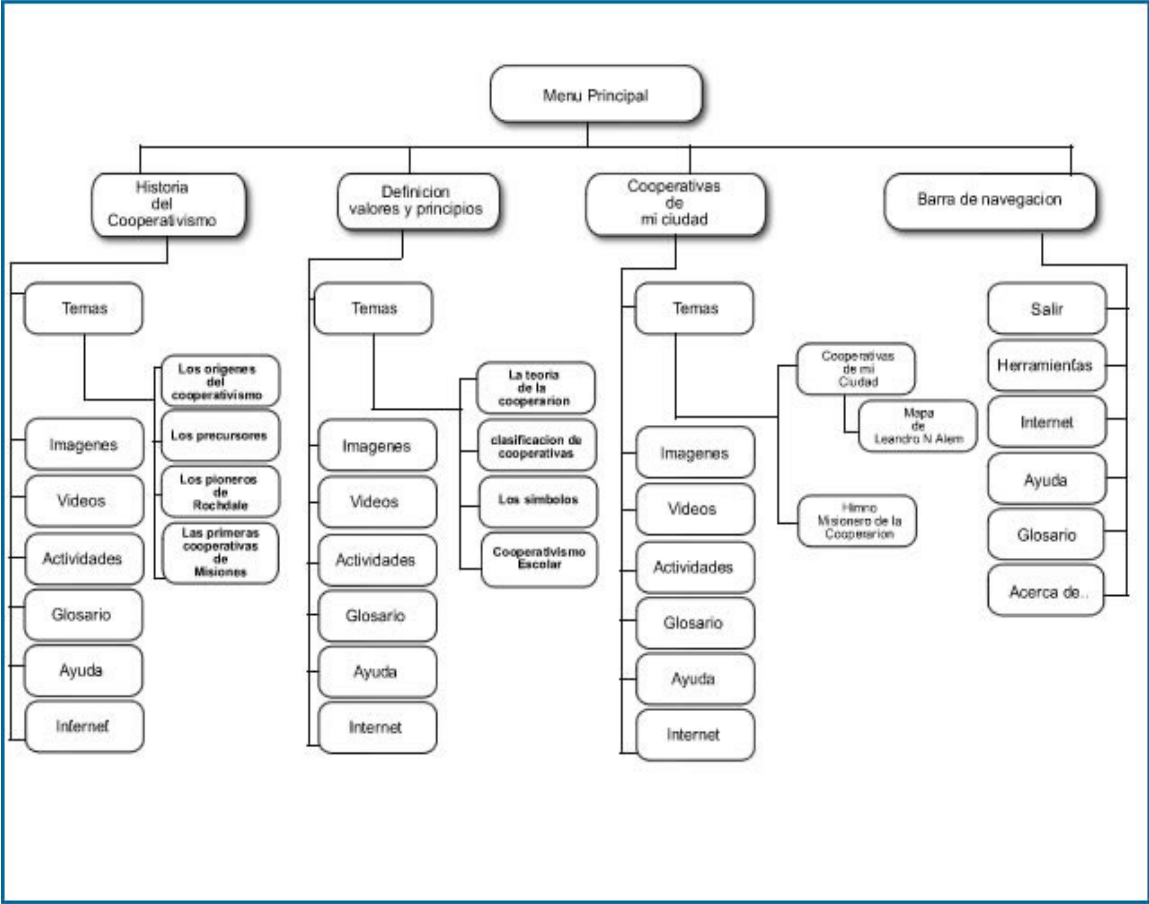 Menu Principal
Historia
del
Cooperativismo
Definicion
valores y principios
Cooperativas
de
mi ciudad
Barra de navegacion
Temas
Los origenes
del
cooperativismo
Los precursores
Los pioneros
de
Rochdale
Las primeras
cooperativas
de
Misiones
Imagenes
Videos
Actividades
Glosario
Ayuda
Internet
Temas
La teoria
de la
cooperarion
clasificacion de
cooperativas
Los simbolos
Cooperativismo
Escolar
Imagenes
Videos
Actividades
Glosario
Ayuda
Internet
Temas
Cooperativas
de mi
Ciudad
Mapa
de
Leandro N Alem
Himno
Misionero de la
Cooperarion
Imagenes
Videos
Actividades
Glosario
Ayuda
Internet
Salir
Herramientas
Internet
Ayuda
Glosario
Acerca de..